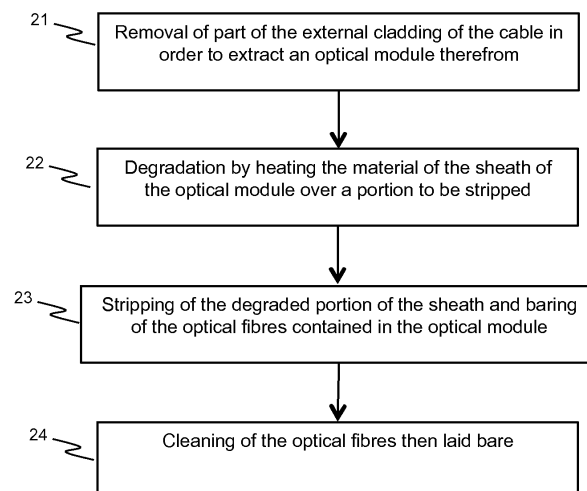 21
Removal of part of the external cladding of the cable in
order to extract an optical module therefrom
22
Degradation by heating the material of the sheath of
the optical module over a portion to be stripped
23
Stripping of the degraded portion of the sheath and baring
of the optical fibres contained in the optical module
24
Cleaning of the optical fibres then laid bare